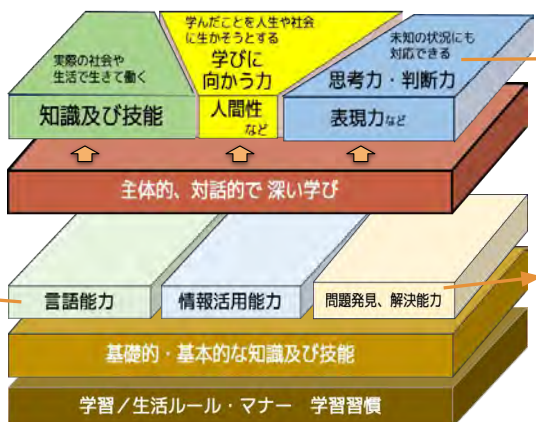 実際の社会や
生活で生きて働く
知識及び技能
学んだことを人生や社会
に生かそうとする
学びに
向かう力
人間性
など
未知の状況にも
対応できる
思考力・判断力
表現力など
主体的、対話的で 深い学び
言語能力
情報活用能力
問題発見、解決能力
基礎的・基本的な知識及び技能
学習/生活ルール・マナー 学習習慣